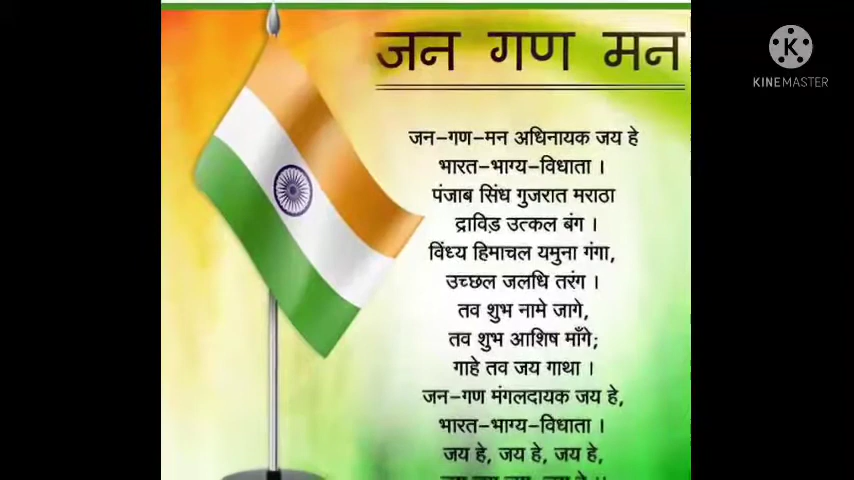 जन गण मन
K
KINEMASTER
जन–गण–मन अधिनायक जय हे
भारत–भाग्य–विधाता ।
पंजाब सिंध गुजरात मराठा
द्राविड़ उत्कल बंग ।
विंध्य हिमाचल यमुना गंगा,
उच्छल जलधि तरंग ।
तव शुभ नामे जागे,
तव शुभ आशिष माँगे;
गाहे तव जय गाथा ।
जन–गण मंगलदायक जय हे,
भारत–भाग्य–विधाता ।
जय हे, जय हे, जय हे,